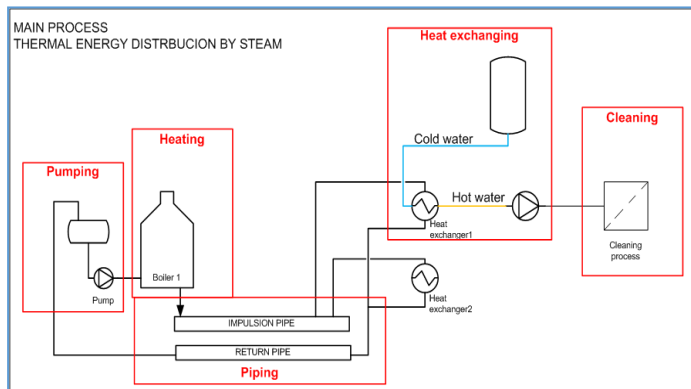 MAIN PROCESS
THERMAL ENERGY DISTRBUCION BY STEAM
Heat exchanging
Cold water
Cleaning
Heating
Pumping
Hot water
Heat
exchanger1
Cleaning
process
Boiler 1
Pump
Heat
exchanger2
IMPULSION PIPE
RETURN PIPE
Piping